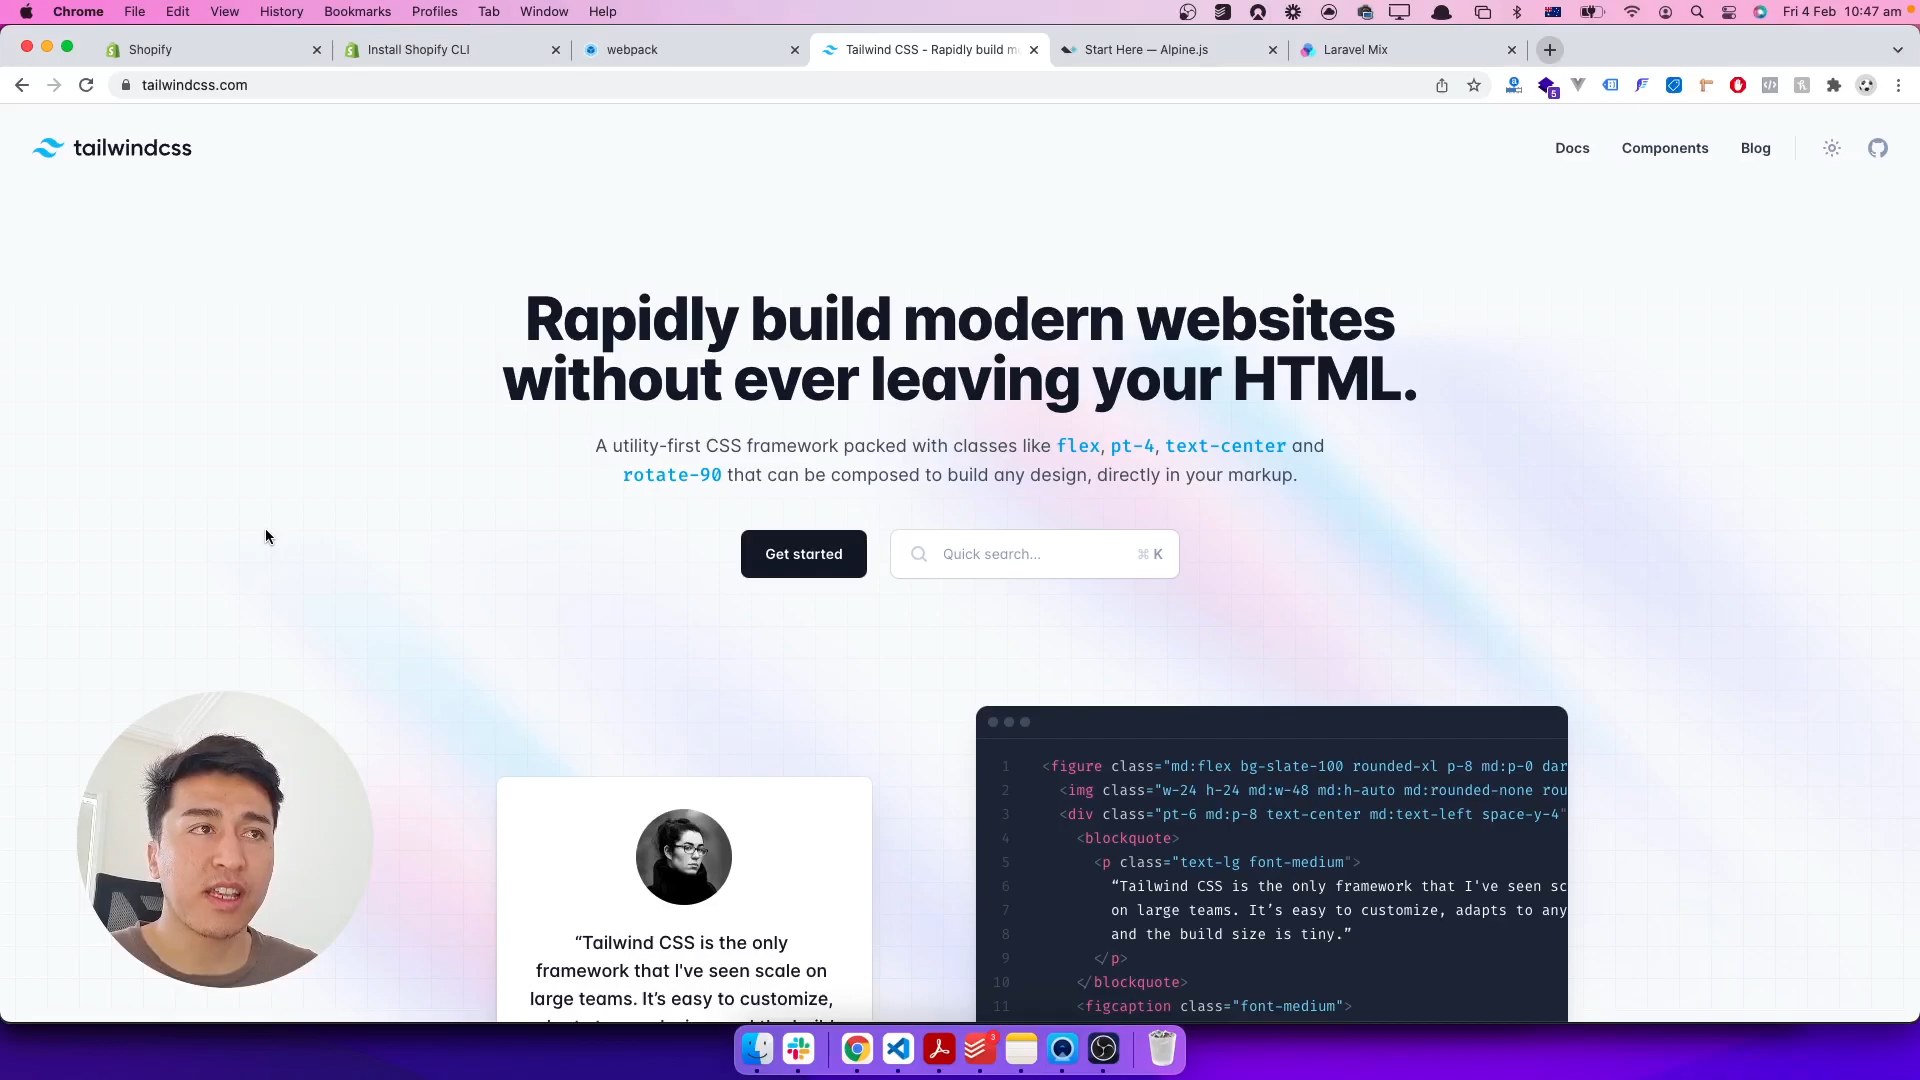 Chrome File Edit View History Bookmarks Profiles Tab Window Help Fri 4 Feb 10:47 am
Shopify Install Shopify CLI webpack Tailwind CSS - Rapidly build m Start Here — Alpine.js Laravel Mix
tailwindcss.com 5
tailwindcss Docs Components Blog
Rapidly build modern websites
without ever leaving your HTML.
A utility-first CSS framework packed with classes like flex, pt-4, text-center and
rotate-90 that can be composed to build any design, directly in your markup.
Get started Quick search... ⌘ K
“Tailwind CSS is the only
framework that I've seen scale on
large teams. It’s easy to customize,
1 <figure class="md:flex bg-slate-100 rounded-xl p-8 md:p-0 dar
2 <img class="w-24 h-24 md:w-48 md:h-auto md:rounded-none rou
3 <div class="pt-6 md:p-8 text-center md:text-left space-y-4"
4 <blockquote>
5 <p class="text-lg font-medium">
6 “Tailwind CSS is the only framework that I've seen sc
7 on large teams. It’s easy to customize, adapts to any
8 and the build size is tiny.”
9 </p>
10 </blockquote>
11 <figcaption class="font-medium">
3